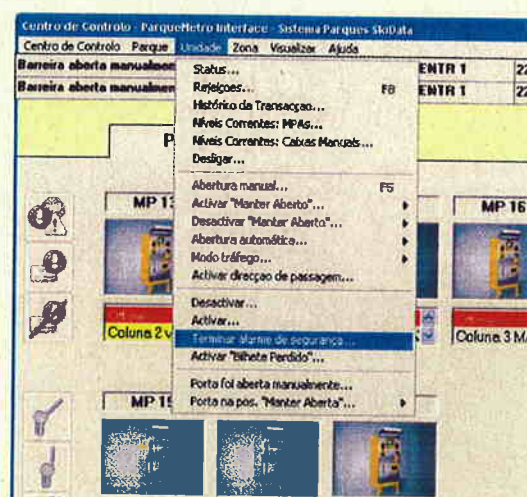 Centro de Controlo - ParqueMetro Interface - Sistema Parques SkiData
Centro de Controlo Parque Unidade Zona Visualizar Ajuda
Barreira aberta manualmen ENTR 1 22
Barreira aberta manualmen ENTR 1 22
Status...
Rejeiçoes... F8
Histórico da Transacçao...
Níveis Correntes: MPAs...
Níveis Correntes: Caixas Manuais...
Desligar...
P
Abertura manual... F5
Activar "Manter Aberto"...
Desactivar "Manter Aberto"...
Abertura automática...
Modo tráfego...
Activar direcçao de passagem...
MP 13
MP 16
Desactivar...
Activar...
Terminar alarme de segurança...
Activar "Bilhete Perdido"...
Coluna 2 v
Coluna 3 M
Porta foi aberta manualmente...
Porta na pos. "Manter Aberta"...
MP 15